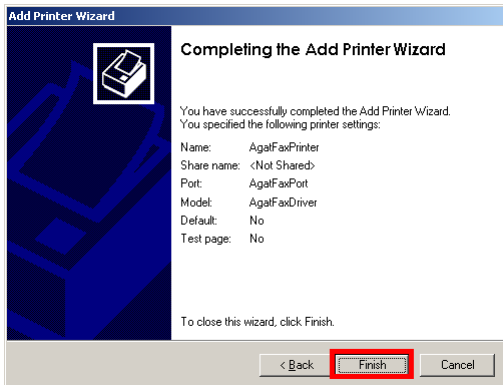 Add Printer Wizard
Completing the Add Printer Wizard
You have successfully completed the Add Printer Wizard.
You specified the following printer settings:
Name: AgatFaxPrinter
Share name: <Not Shared>
Port: AgatFaxPort
Model: AgatFaxDriver
Default: No
Test page: No
To close this wizard, click Finish.
< Back Finish Cancel